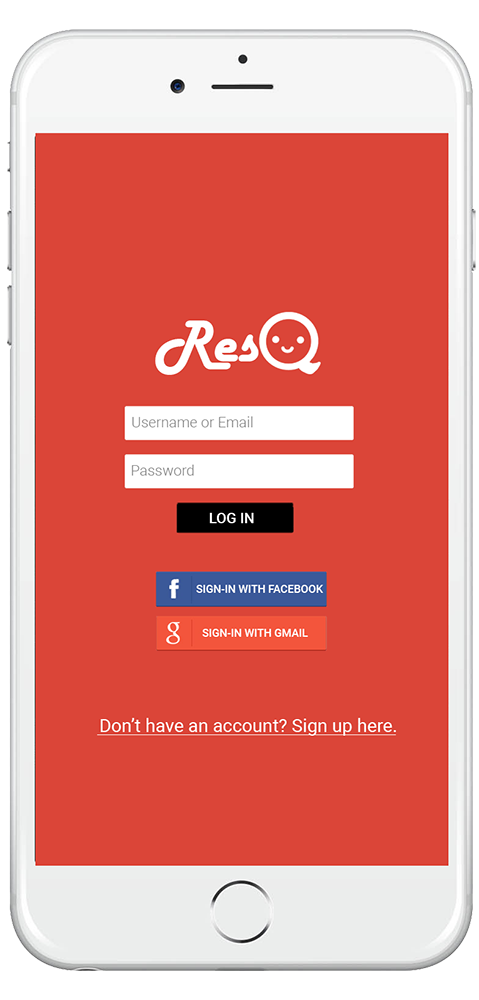 ResQ
Username or Email
Password
LOG IN
f SIGN-IN WITH FACEBOOK
g SIGN-IN WITH GMAIL
Don’t have an account? Sign up here.